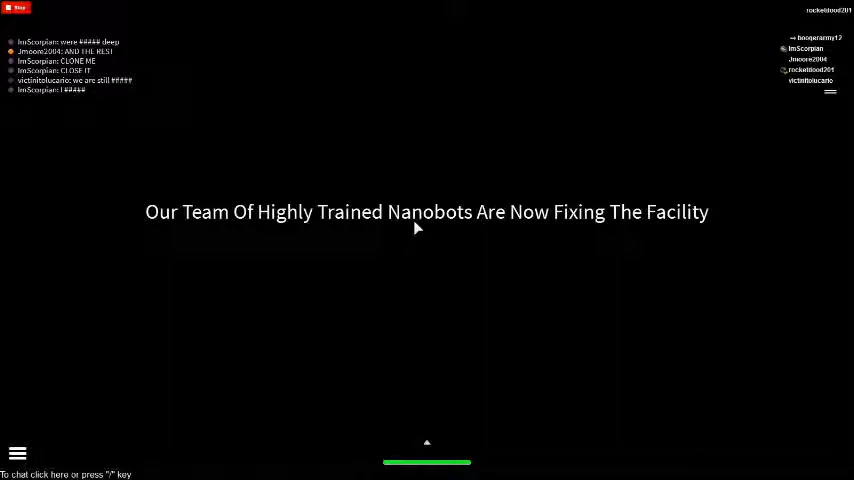 Stop
rocketdood201
ImScorpian: were ##### deep
Jmoore2004: AND THE REST
ImScorpian: CLONE ME
ImScorpian: CLOSE IT
victinitolucario: we are still #####
ImScorpian: I #####
boogerarmy12
ImScorpian
Jmoore2004
rocketdood201
victinitolucario
Our Team Of Highly Trained Nanobots Are Now Fixing The Facility
To chat click here or press "/" key